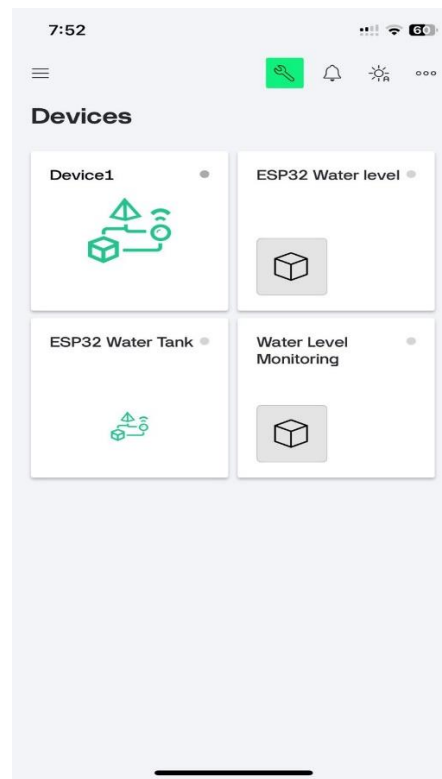 7:52
60
A
Devices
Device1
ESP32 Water level
ESP32 Water Tank
Water Level
Monitoring